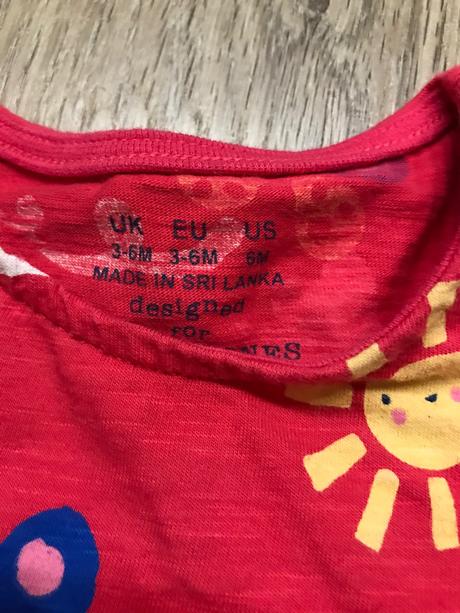 UK EU US
3-6M 3-6M 6M
MADE IN SRI LANKA
designed
for